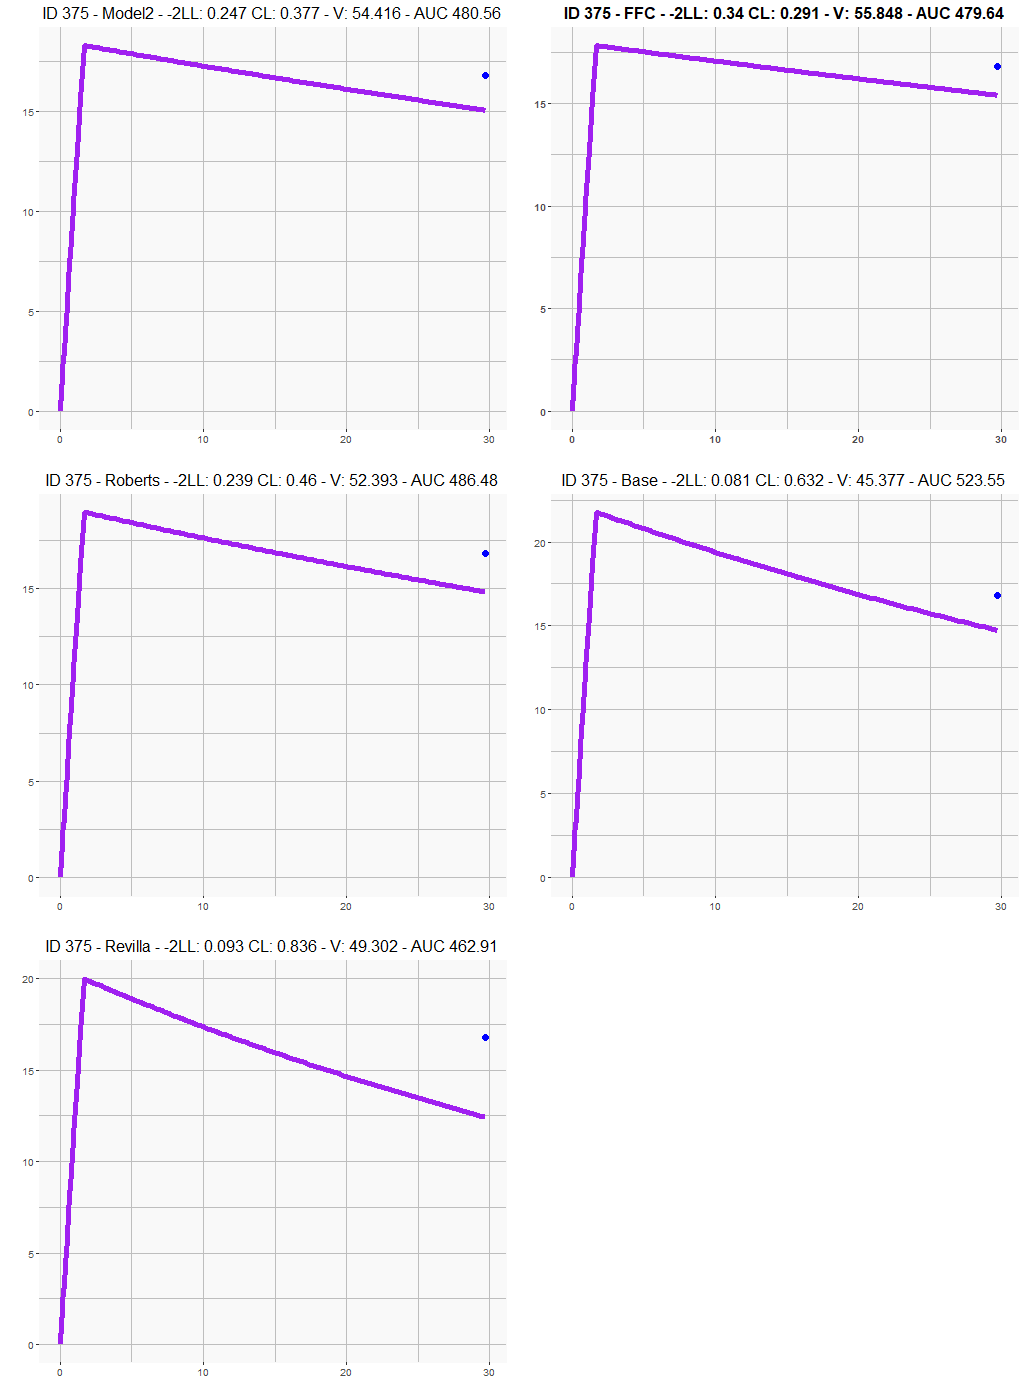 ID 375 - Model2 - -2LL: 0.247 CL: 0.377 - V: 54.416 - AUC 480.56
15
10
5
0
0 10 20 30
ID 375 - FFC - -2LL: 0.34 CL: 0.291 - V: 55.848 - AUC 479.64
15
10
5
0
0 10 20 30
ID 375 - Roberts - -2LL: 0.239 CL: 0.46 - V: 52.393 - AUC 486.48
15
10
5
0
0 10 20 30
ID 375 - Base - -2LL: 0.081 CL: 0.632 - V: 45.377 - AUC 523.55
20
15
10
5
0
0 10 20 30
ID 375 - Revilla - -2LL: 0.093 CL: 0.836 - V: 49.302 - AUC 462.91
20
15
10
5
0
0 10 20 30